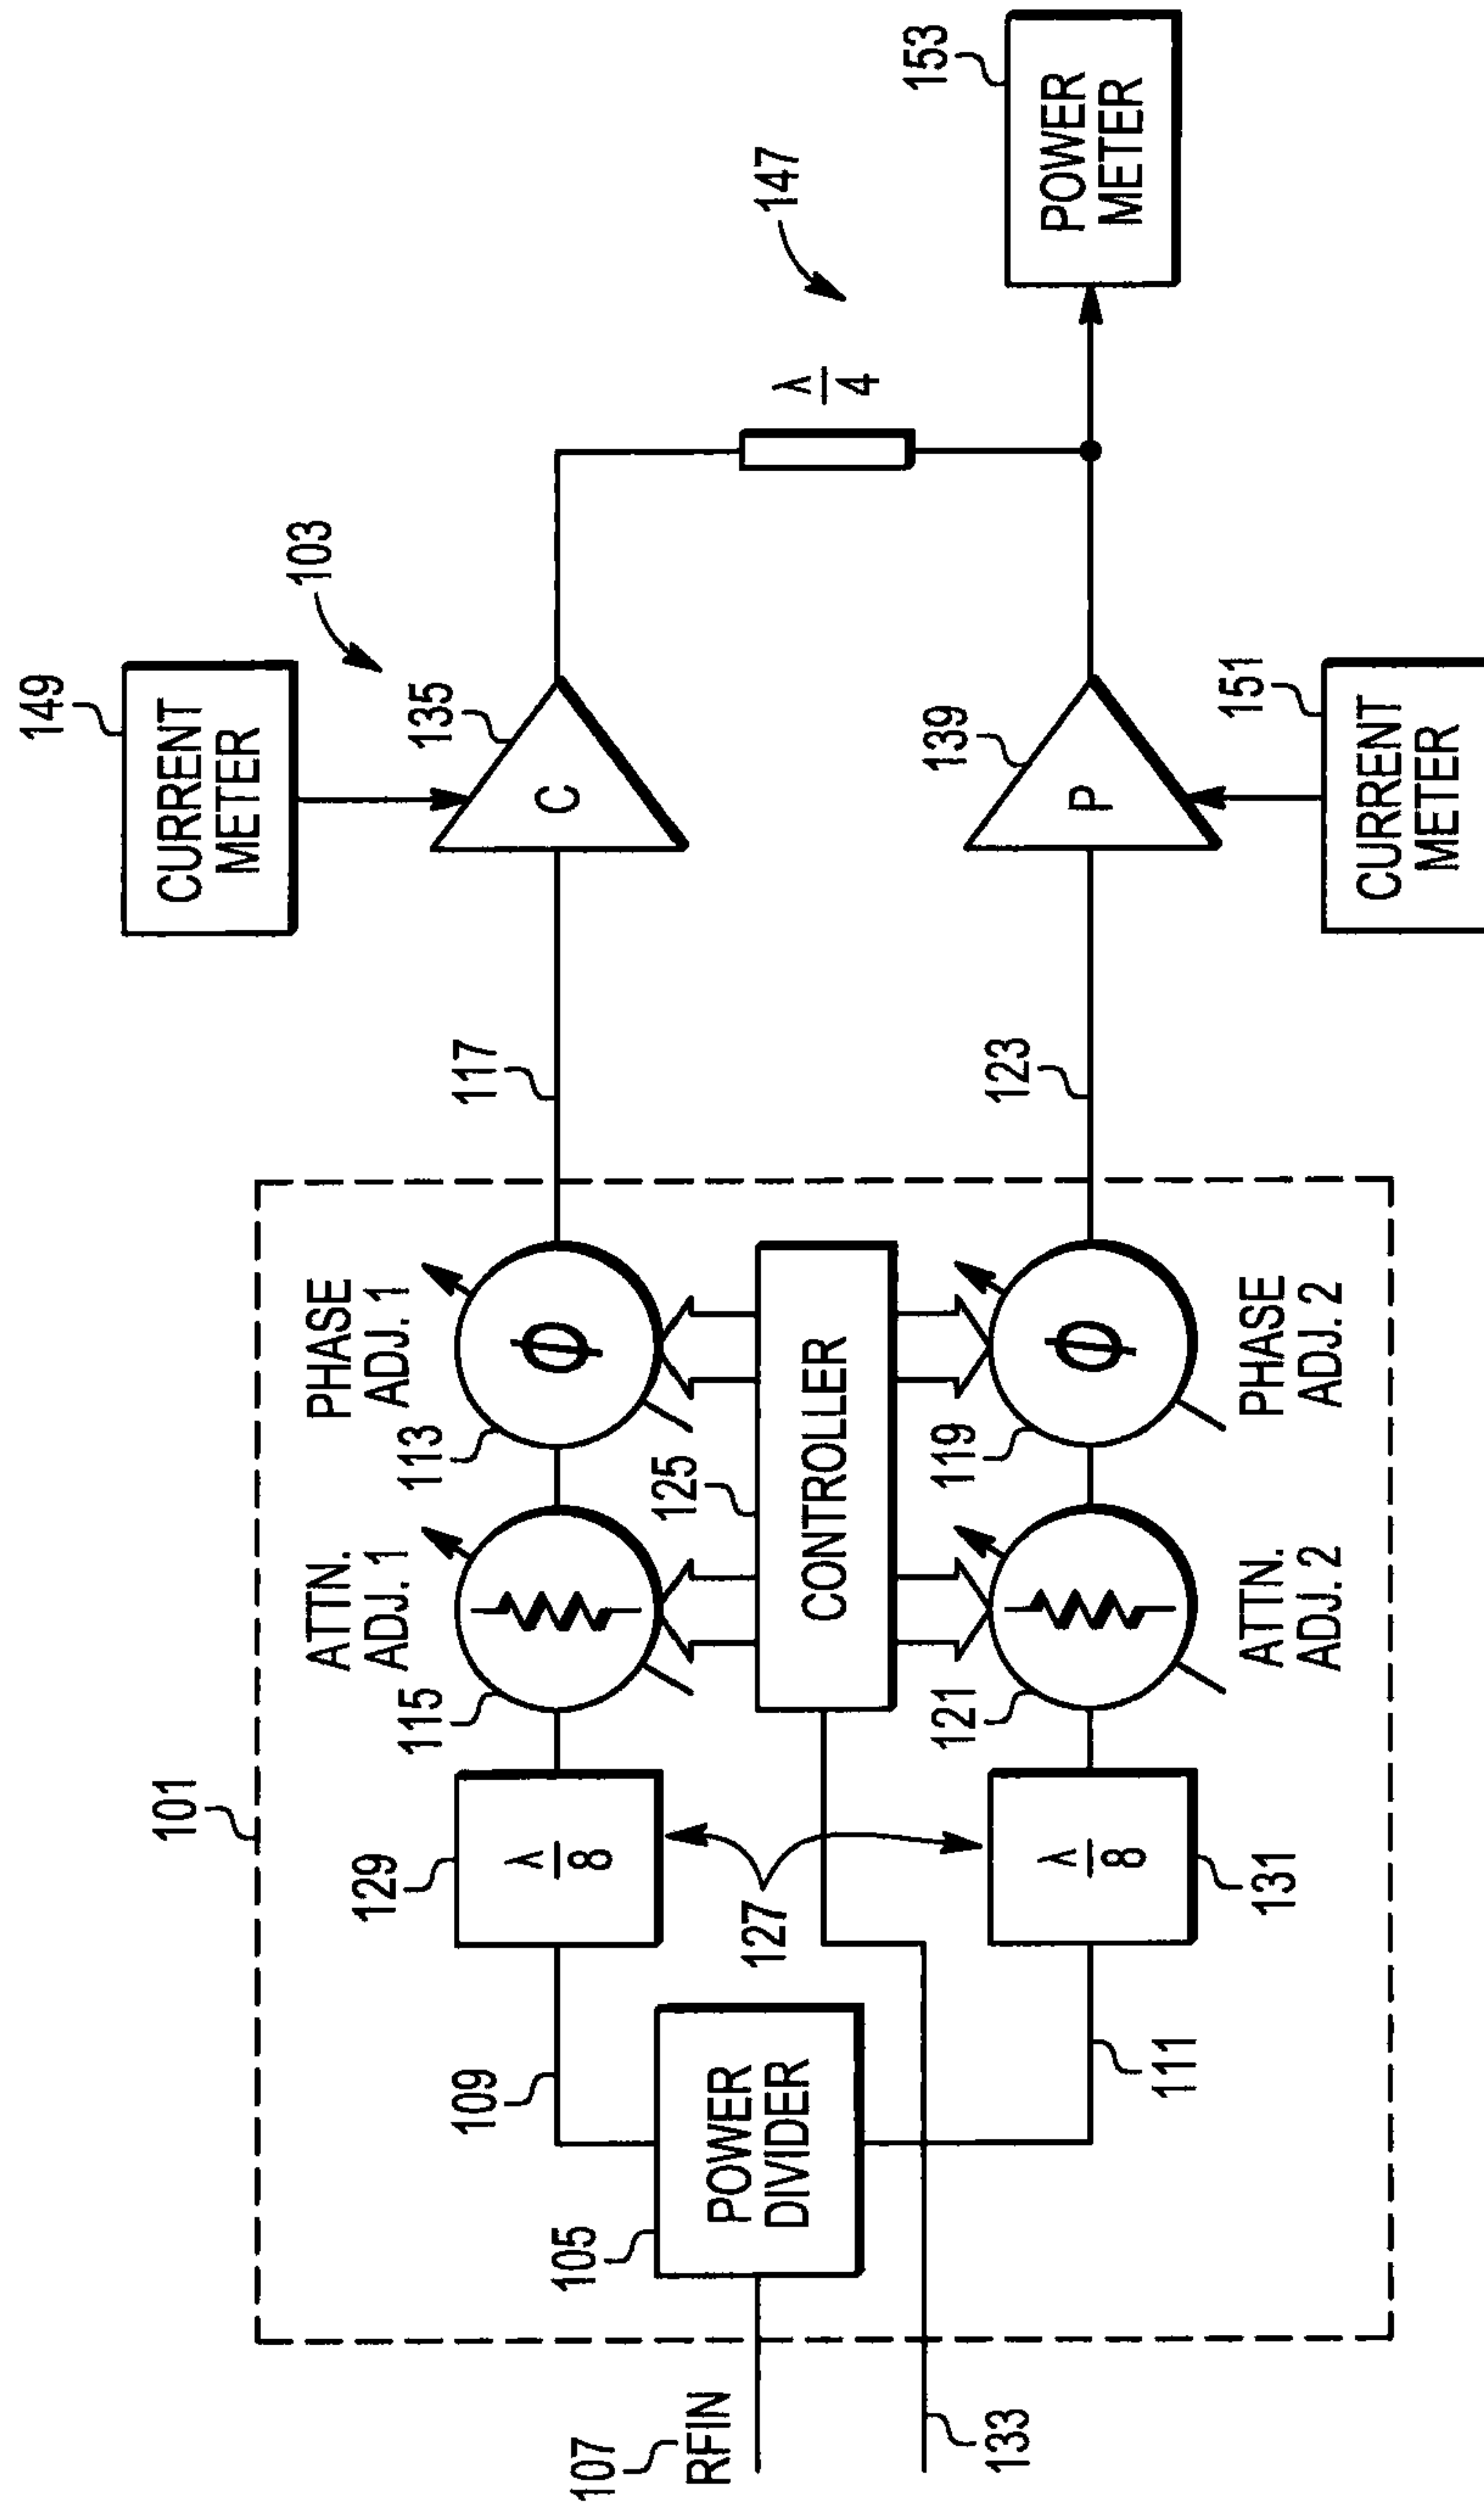 149
CURRENT
METER
103
135
C
147
153
POWER
METER
Λ
4
117
101
129
Λ
8
115
ATTN.
ADJ. 1
113
PHASE
ADJ. 1
109
107
RFIN
105
POWER
DIVIDER
127
125
CONTROLLER
133
111
131
Λ
8
121
ATTN.
ADJ. 2
119
PHASE
ADJ. 2
123
139
P
151
CURRENT
METER
Φ
Φ